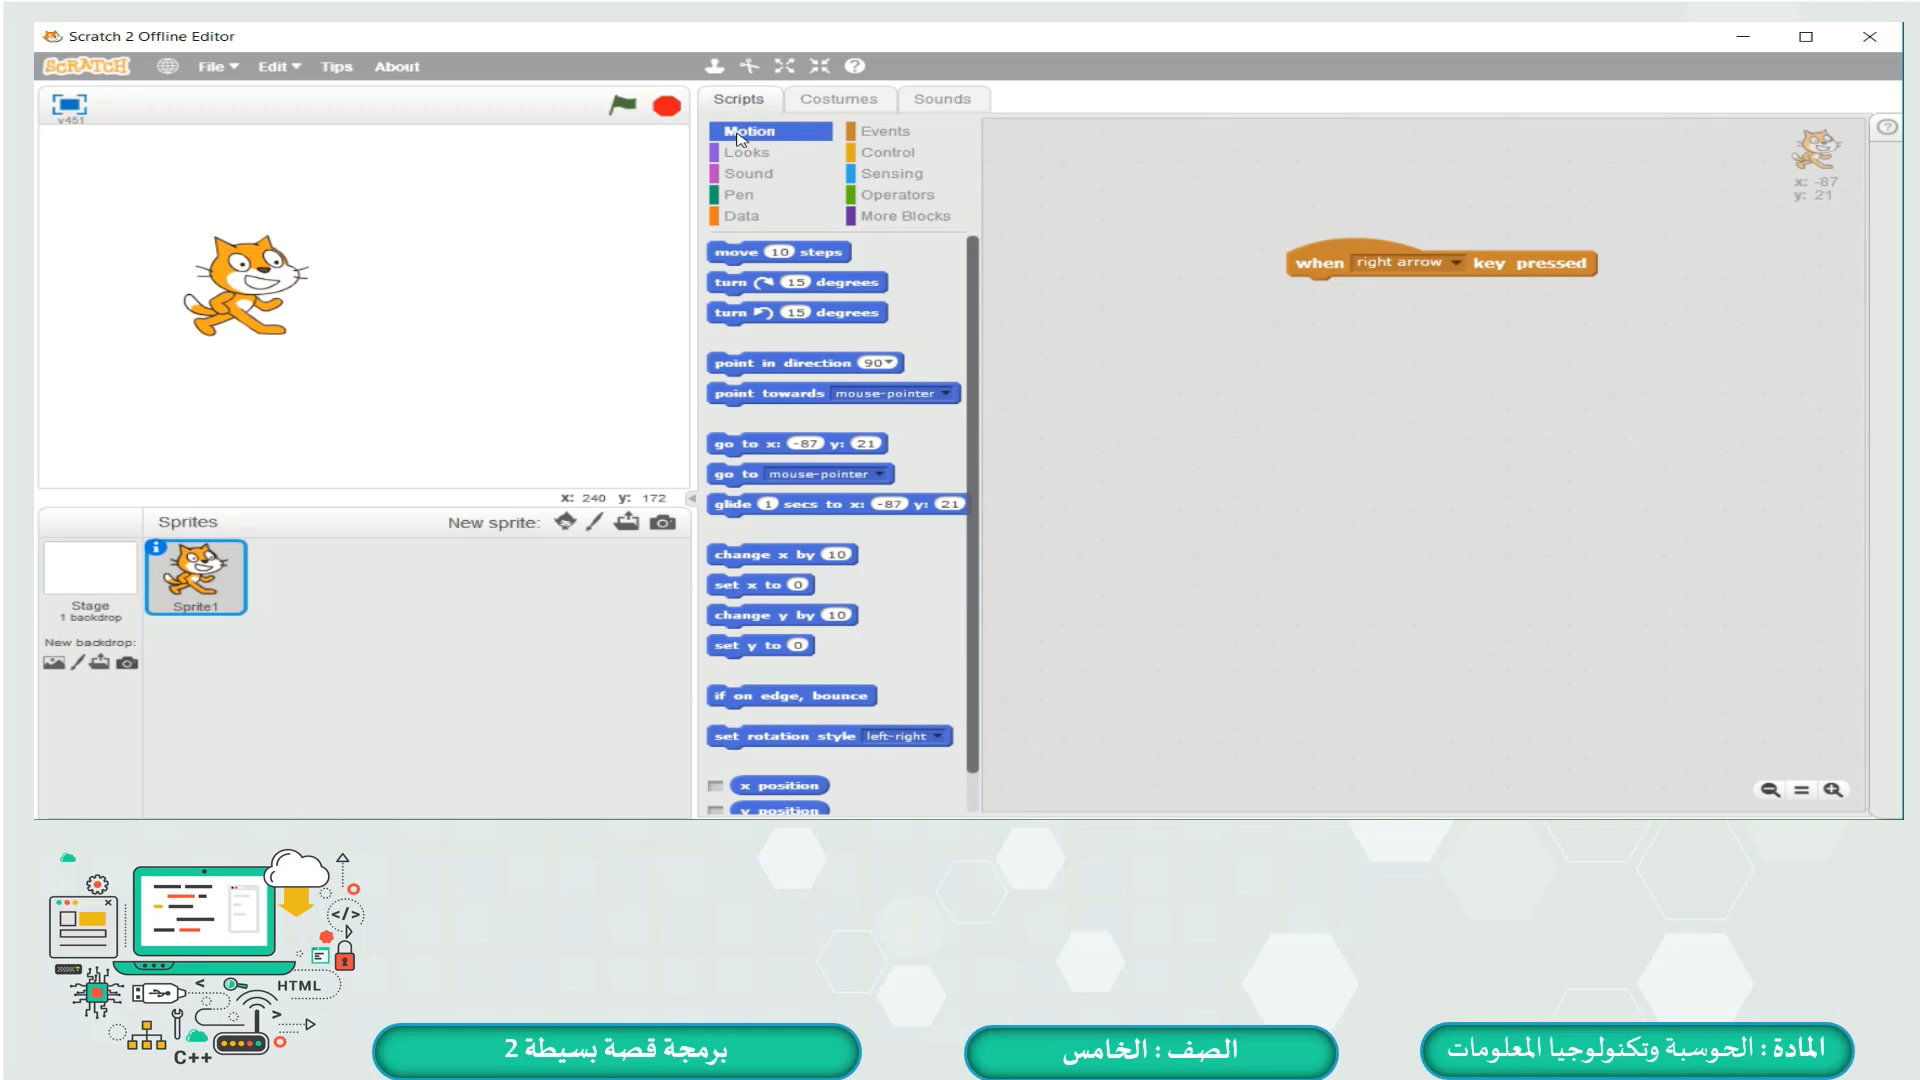 Scratch 2 Offline Editor
SCRATCH File Edit Tips About
v451
Scripts Costumes Sounds
Motion Events
Looks Control
Sound Sensing
Pen Operators
Data More Blocks
move 10 steps
turn 15 degrees
turn 15 degrees
point in direction 90
point towards mouse-pointer
go to x: -87 y: 21
go to mouse-pointer
glide 1 secs to x: -87 y: 21
change x by 10
set x to 0
change y by 10
set y to 0
if on edge, bounce
set rotation style left-right
x position
y position
when right arrow key pressed
x: -87
y: 21
x: 240 y: 172
Sprites New sprite:
Sprite1
Stage
1 backdrop
New backdrop:
</>
HTML
C++
المادة : الحوسبة وتكنولوجيا المعلومات
الصف : الخامس
برمجة قصة بسيطة 2